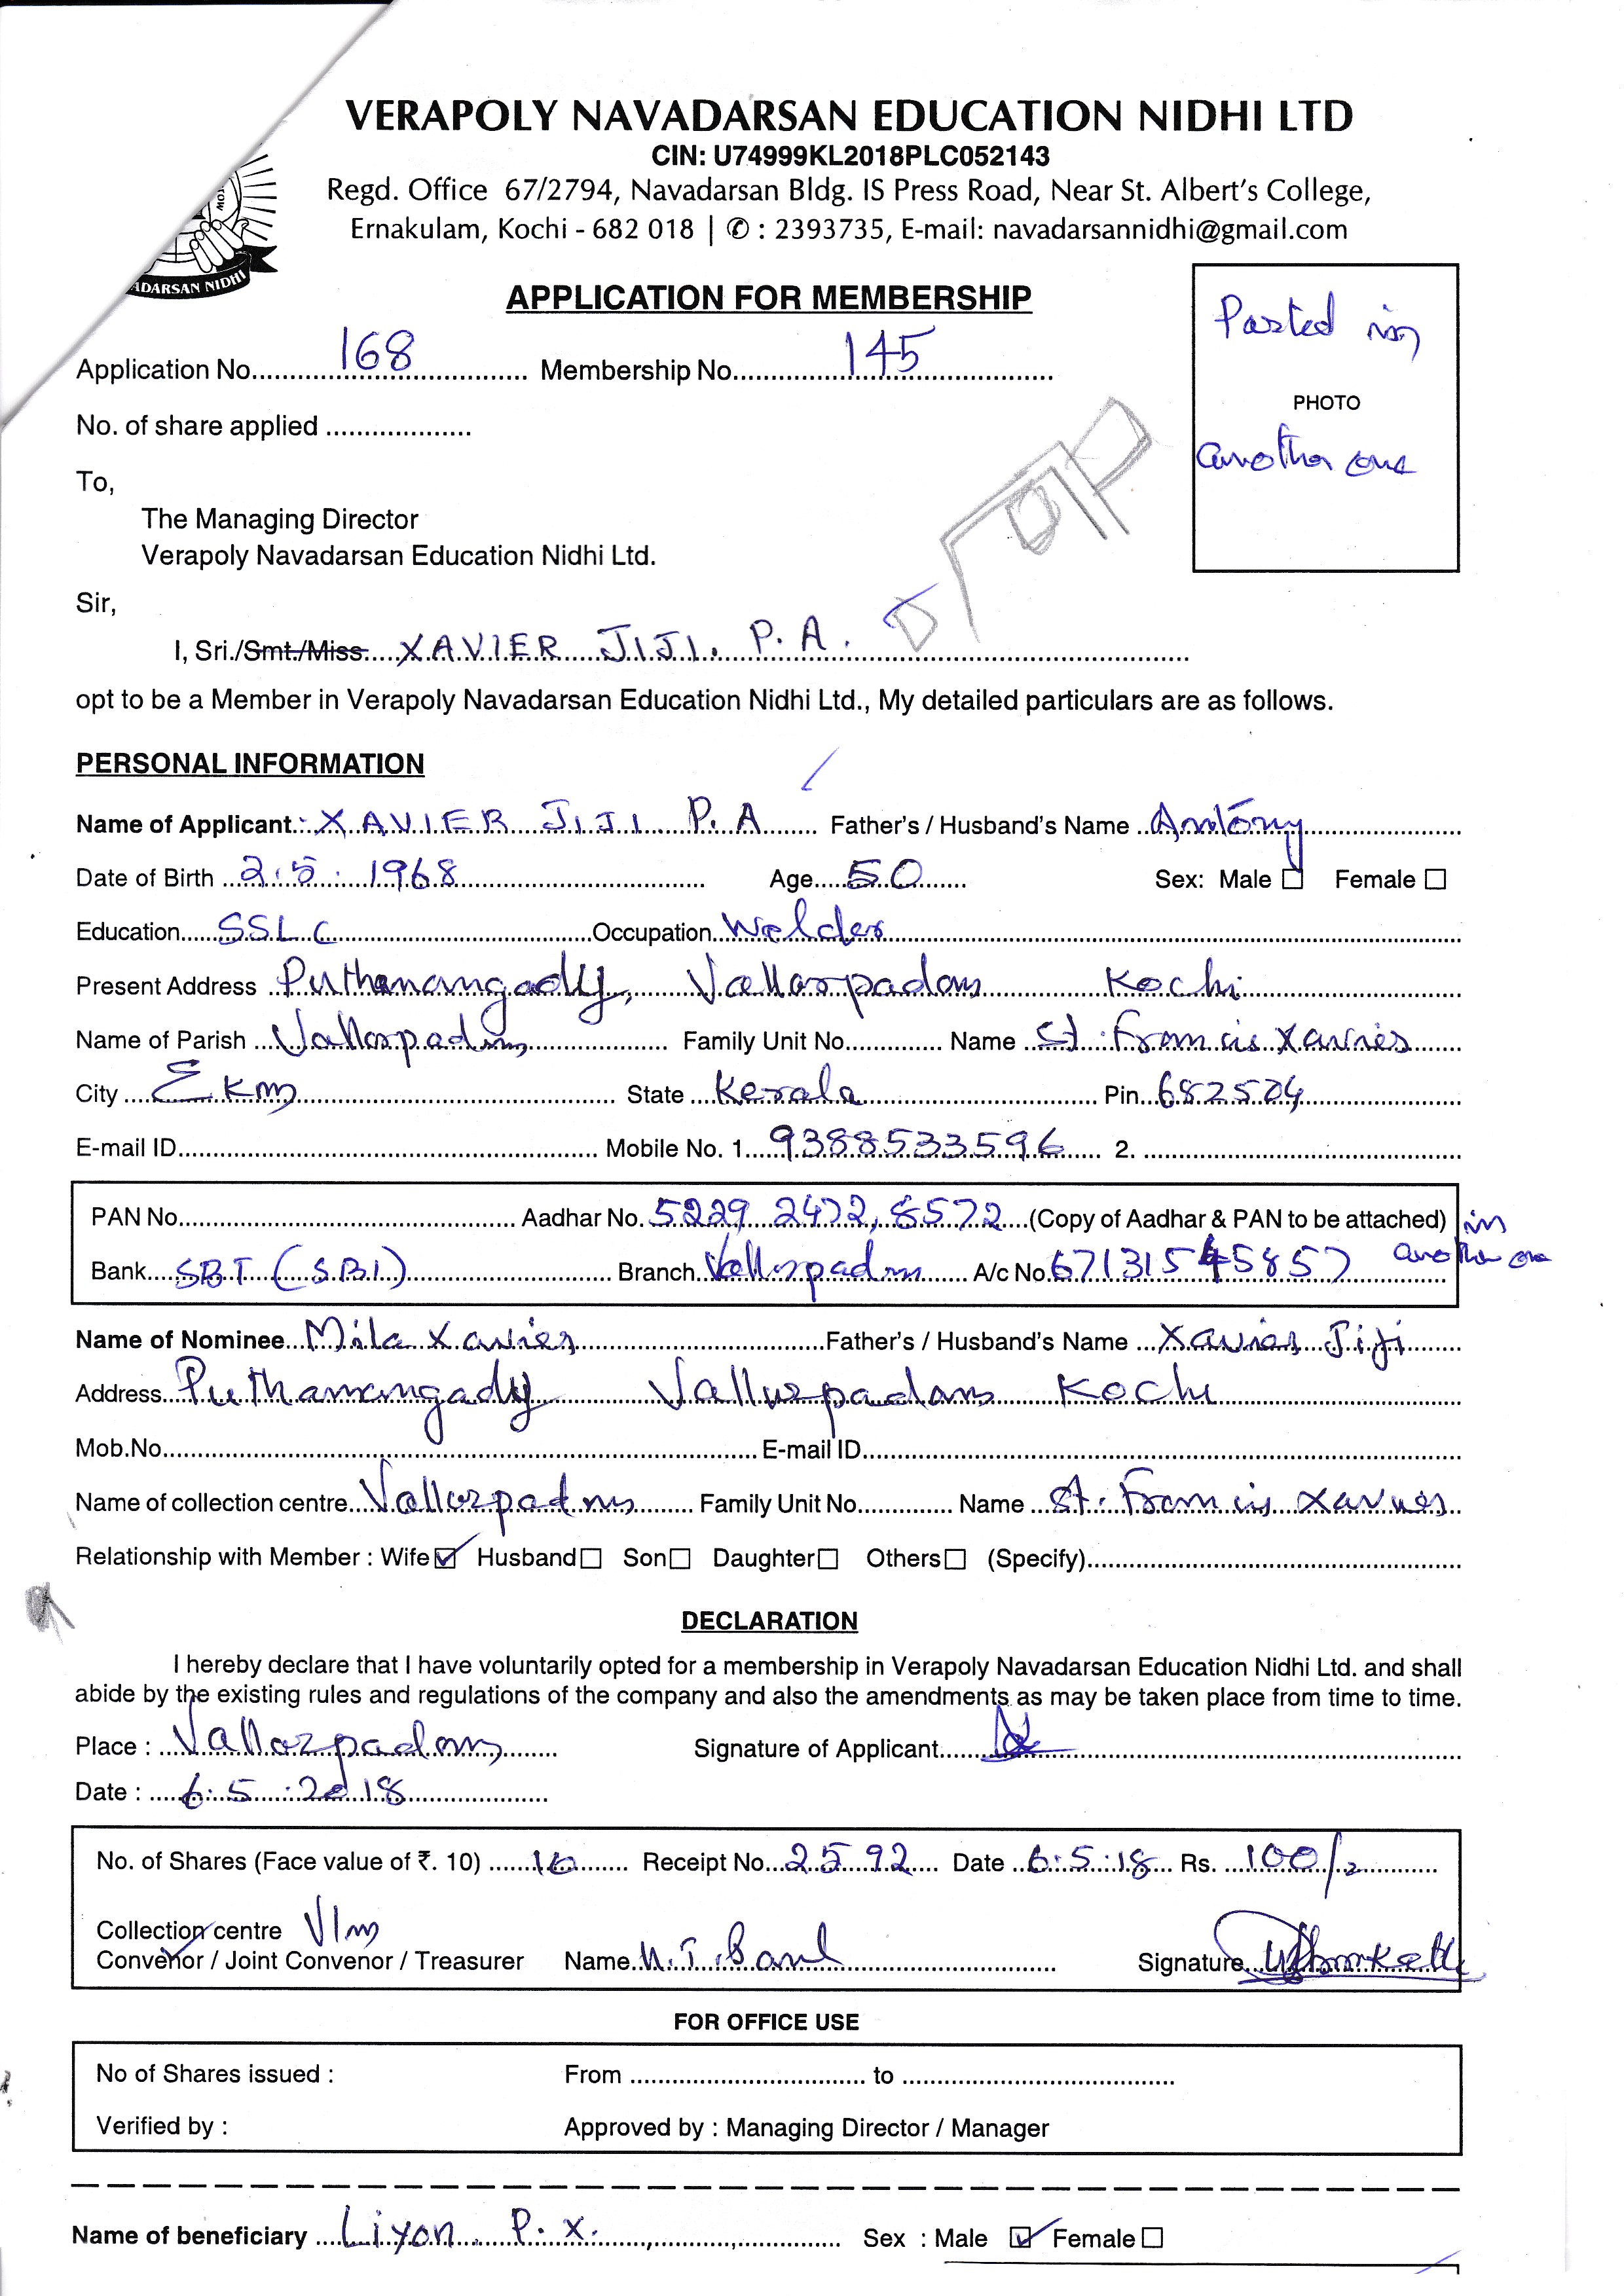 VERAPOLY NAVADARSAN EDUCATION NIDHI LTD
CIN: U74999KL2018PLC052143
Regd. Office 67/2794, Navadarsan Bldg. IS Press Road, Near St. Albert's College,
Ernakulam, Kochi - 682 018 | ✆ : 2393735, E-mail: navadarsannidhi@gmail.com
ADARSAN NIDHI
APPLICATION FOR MEMBERSHIP
Pasted in
PHOTO
another one
Application No. 168 Membership No. 145
No. of share applied
To,
The Managing Director
Verapoly Navadarsan Education Nidhi Ltd.
Sir,
I, Sri./Smt./Miss XAVIER JIJI. P. A.
opt to be a Member in Verapoly Navadarsan Education Nidhi Ltd., My detailed particulars are as follows.
PERSONAL INFORMATION
Name of Applicant:- XAVIER JIJI P. A Father's / Husband's Name Antony
Date of Birth 2.5.1968 Age 50 Sex: Male Female
Education SSLC Occupation Welder
Present Address Puthanangady, Vallarpadam Kochi
Name of Parish Vallarpadam Family Unit No. Name St. Francis Xavier
City Ekm State Kerala Pin 682504
E-mail ID Mobile No. 1. 9388533596 2.
PAN No. Aadhar No. 5229 2472, 8572 (Copy of Aadhar & PAN to be attached) in
another one
Bank SBT (SBI) Branch Vallarpadam A/c No. 67131545857
Name of Nominee Mila Xavier Father's / Husband's Name Xavier Jiji
Address Puthanangady Vallarpadam Kochi
Mob.No. E-mail ID
Name of collection centre Vallarpadam Family Unit No. Name St. Francis Xavier
Relationship with Member : Wife Husband Son Daughter Others (Specify)
DECLARATION
I hereby declare that I have voluntarily opted for a membership in Verapoly Navadarsan Education Nidhi Ltd. and shall
abide by the existing rules and regulations of the company and also the amendments as may be taken place from time to time.
Place : Vallarpadam Signature of Applicant
Date : 6.5.2018
No. of Shares (Face value of ₹. 10) 10 Receipt No. 2592 Date 6.5.18 Rs. 100/-
Collection centre Vlm
Convenor / Joint Convenor / Treasurer Name Signature
FOR OFFICE USE
No of Shares issued : From to
Verified by : Approved by : Managing Director / Manager
Name of beneficiary Liyon P. X. Sex : Male Female